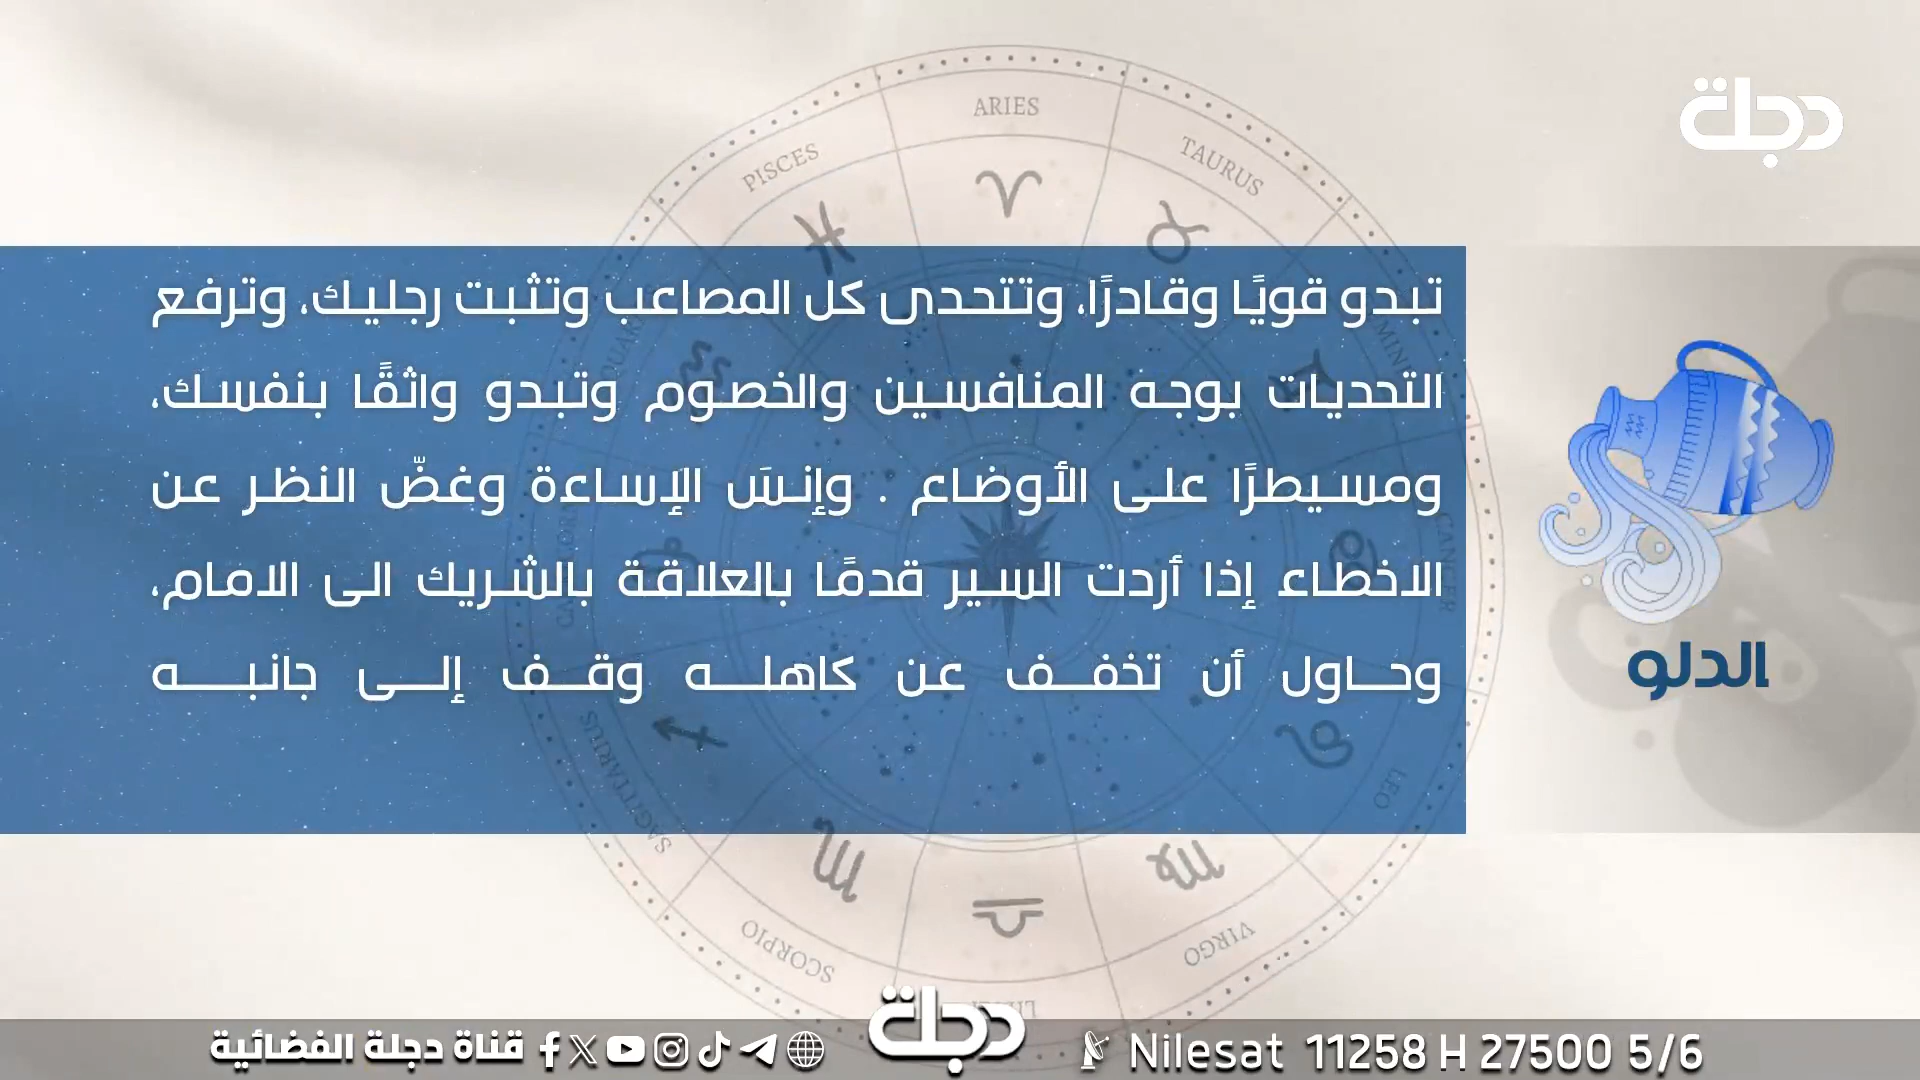 دجلة
ARIES
TAURUS
PISCES
تبدو قويًا وقادرًا، وتتحدى كل المصاعب وتثبت رجليك، وترفع
التحديات بوجه المنافسين والخصوم وتبدو واثقًا بنفسك،
ومسيطرًا على الأوضاع . وإنسَ الإساءة وغضّ النظر عن
الاخطاء إذا أردت السير قدمًا بالعلاقة بالشريك الى الامام،
وحاول أن تخفف عن كاهله وقف إلى جانبه
الدلو
CANCER
LEO
SAGITTARIUS
VIRGO
SCORPIO
قناة دجلة الفضائية
دجلة
Nilesat 11258 H 27500 5/6